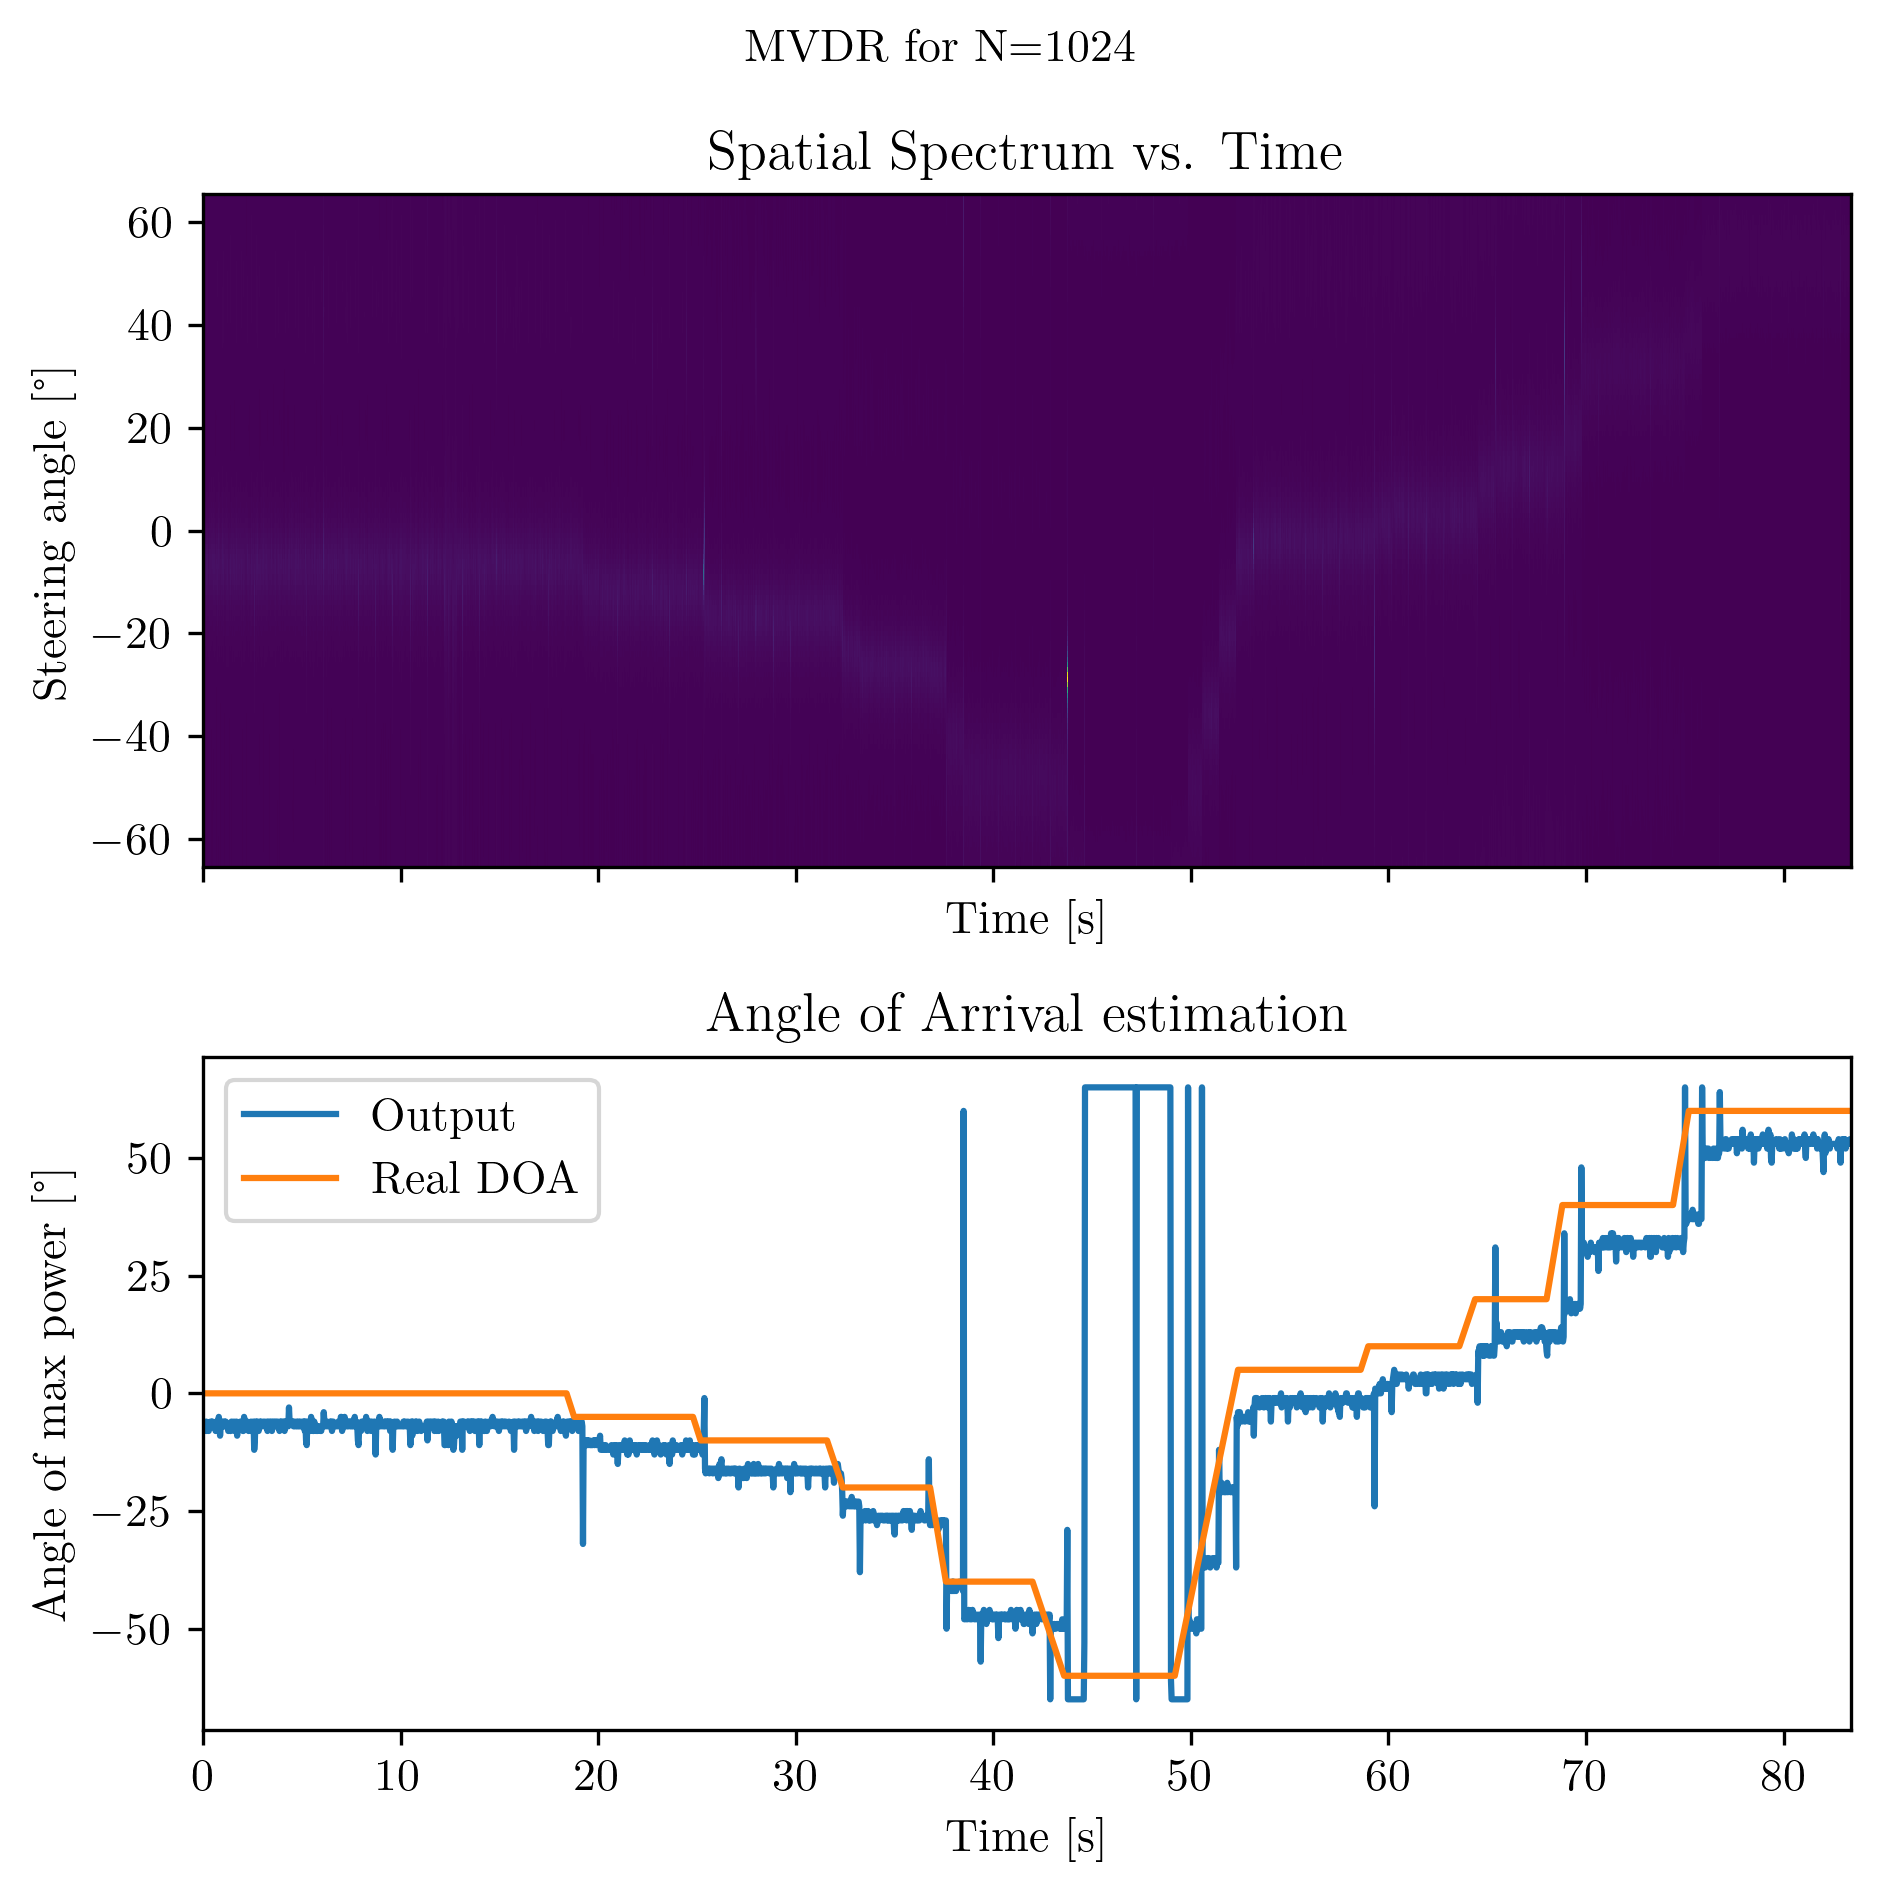 MVDR for N=1024
Spatial Spectrum vs. Time
60
40
20
0
−20
−40
−60
Steering angle [°]
Time [s]
Angle of Arrival estimation
Output
Real DOA
50
25
0
−25
−50
Angle of max power [°]
0 10 20 30 40 50 60 70 80
Time [s]